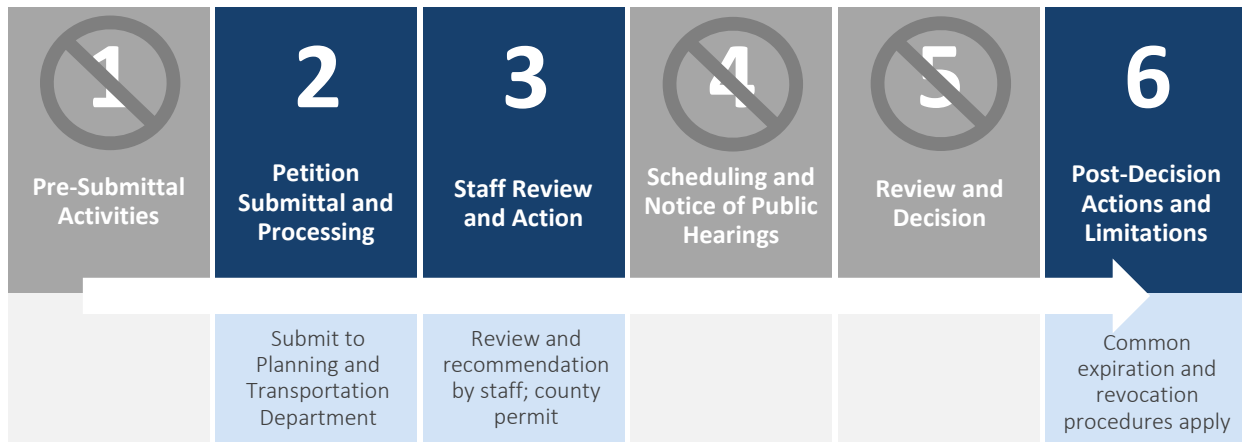 1
Pre-Submittal
Activities
2
Petition
Submittal and
Processing
Submit to
Planning and
Transportation
Department
3
Staff Review
and Action
Review and
recommendation
by staff; county
permit
4
Scheduling and
Notice of Public
Hearings
5
Review and
Decision
6
Post-Decision
Actions and
Limitations
Common
expiration and
revocation
procedures apply